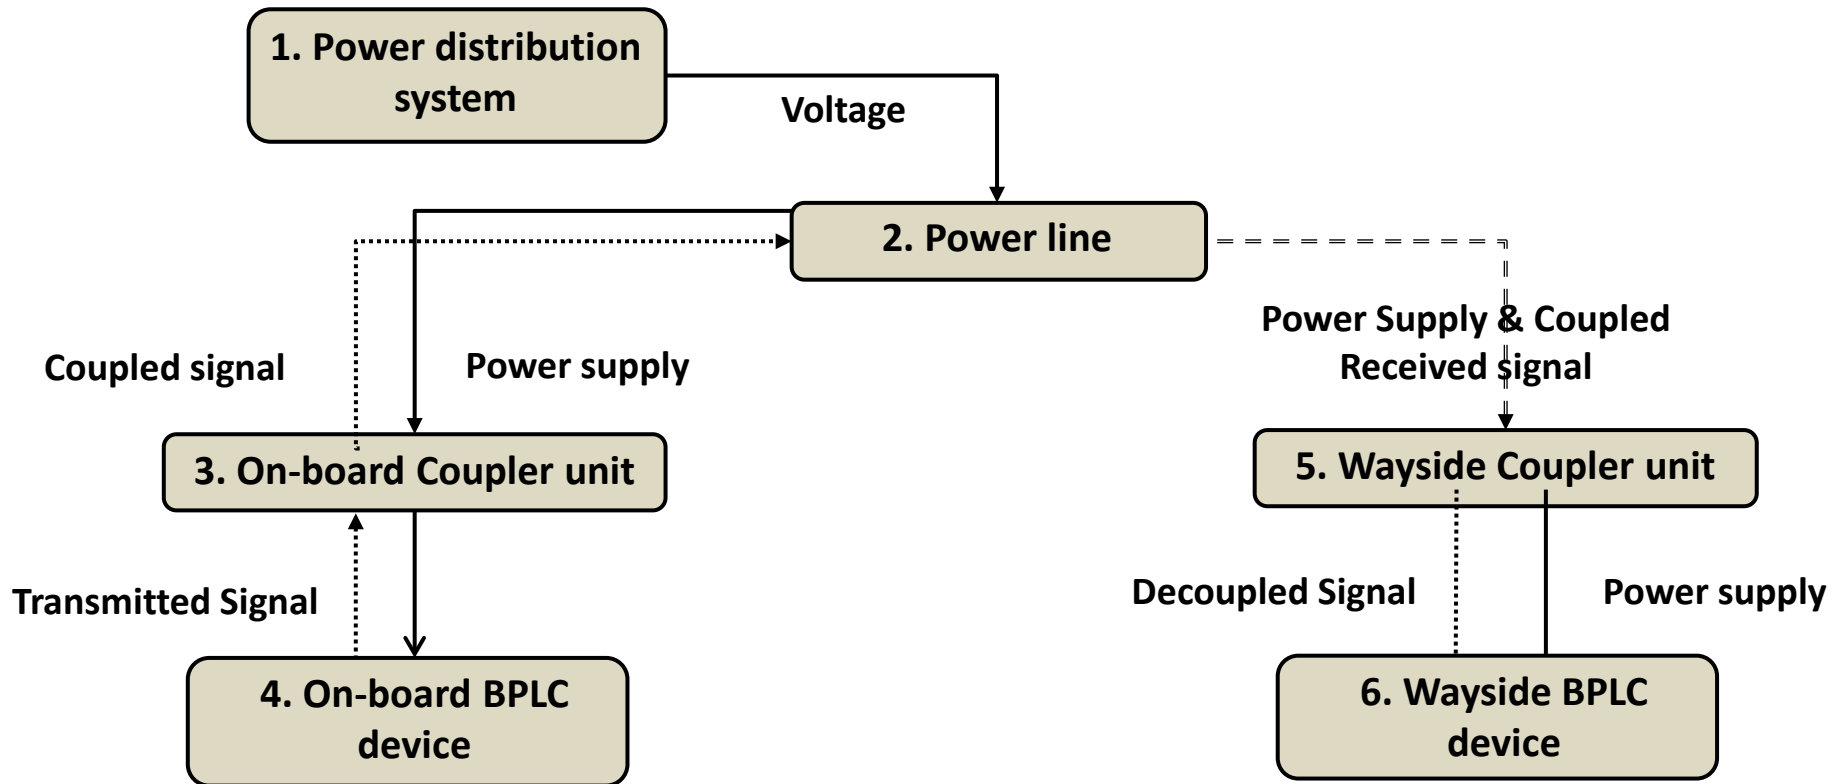 1. Power distribution
system
Voltage
2. Power line
Power Supply & Coupled
Received signal
Coupled signal
Power supply
3. On-board Coupler unit
5. Wayside Coupler unit
Transmitted Signal
Decoupled Signal
Power supply
4. On-board BPLC
device
6. Wayside BPLC
device